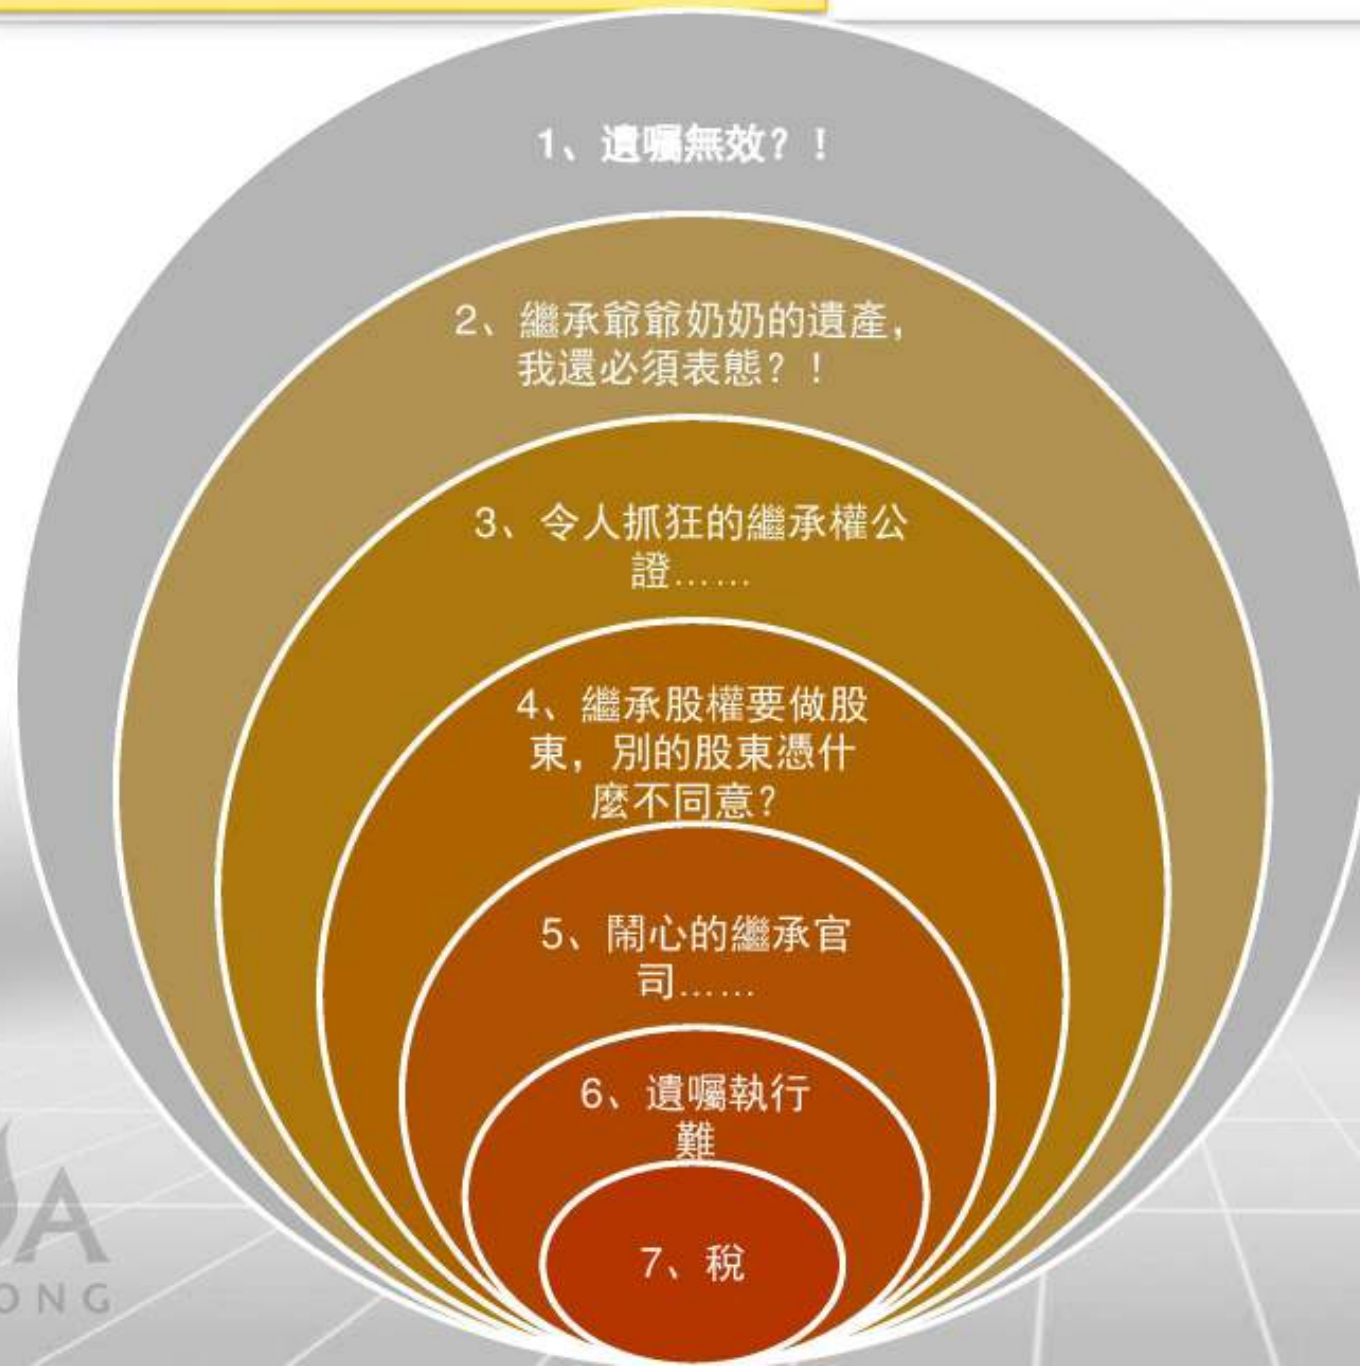 1、遺囑無效？！
2、繼承爺爺奶奶的遺產，
我還必須表態？！
3、令人抓狂的繼承權公
證……
4、繼承股權要做股
東，別的股東憑什
麼不同意？
5、鬧心的繼承官
司……
6、遺囑執行
難
7、稅